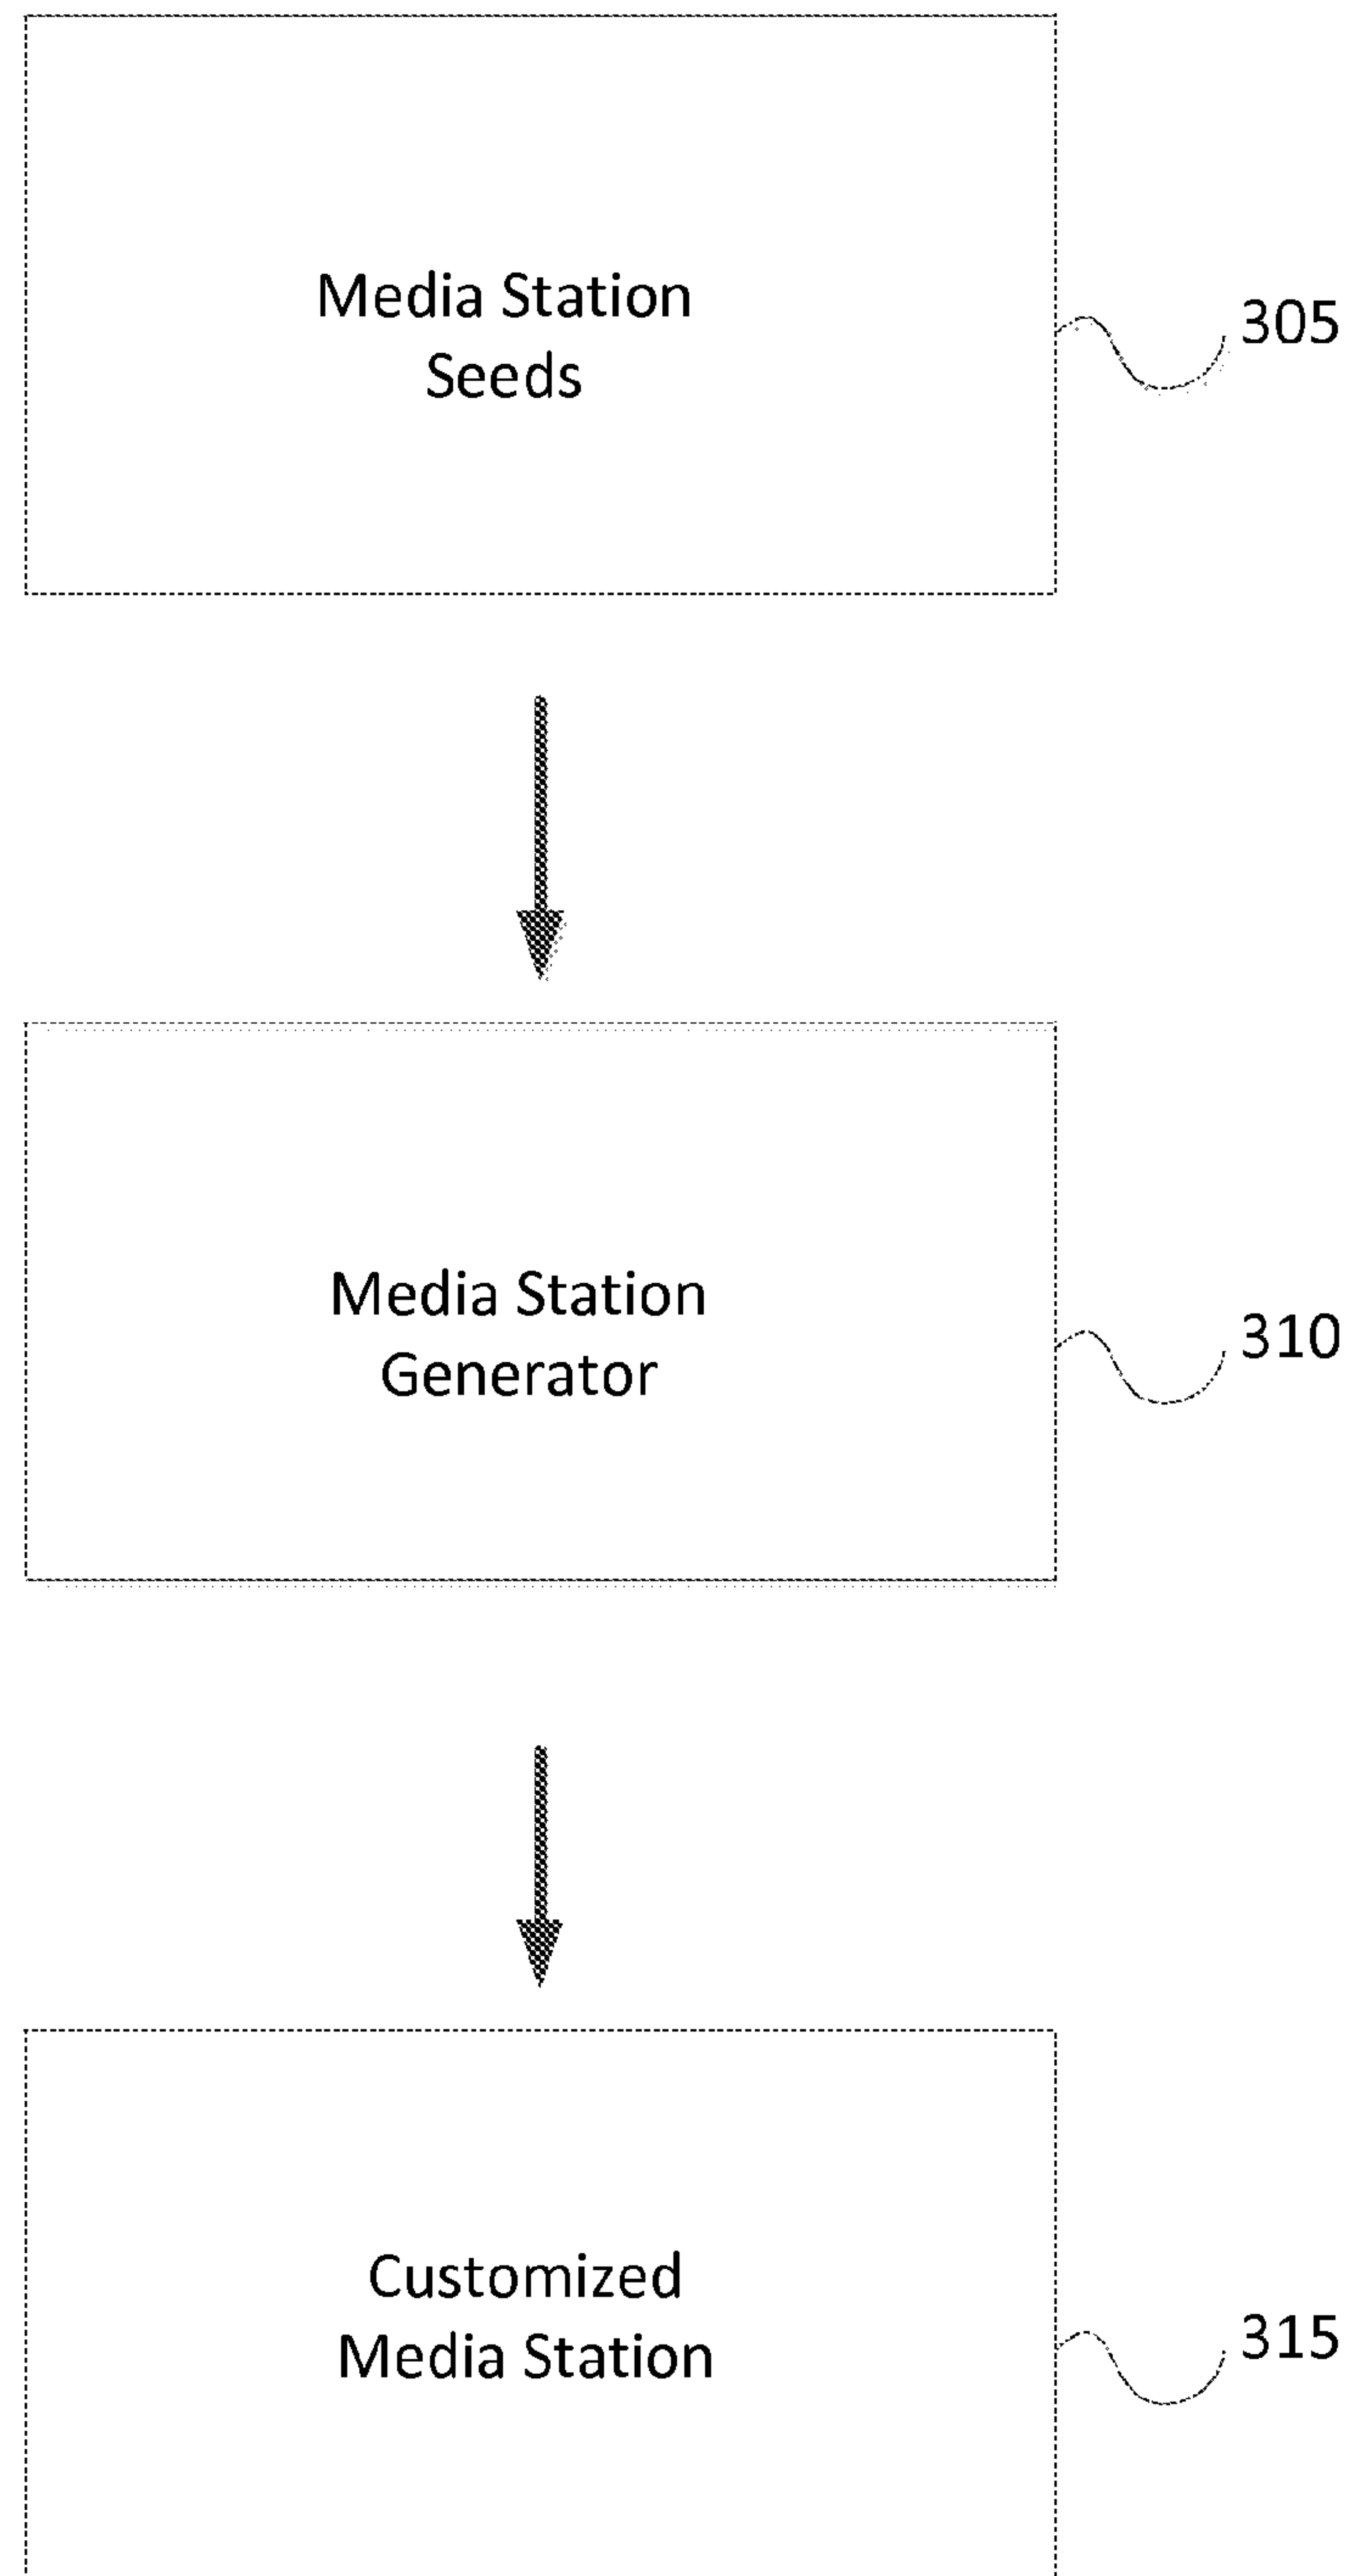 Media Station
Seeds
305
Media Station
Generator
310
Customized
Media Station
315